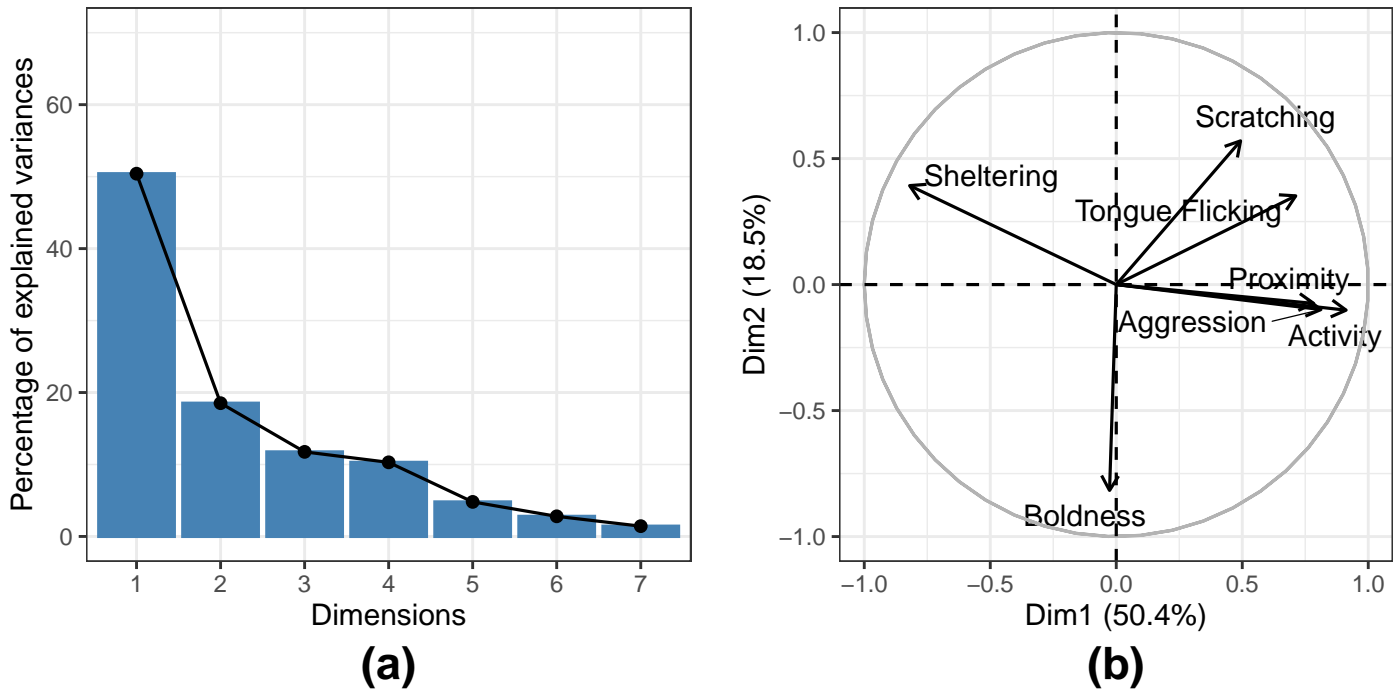 Percentage of explained variances
60
40
20
0
1 2 3 4 5 6 7
Dimensions
(a)
Dim2 (18.5%)
1.0
0.5
0.0
−0.5
−1.0
Scratching
Sheltering
Tongue Flicking
Proximity
Aggression
Activity
Boldness
−1.0 −0.5 0.0 0.5 1.0
Dim1 (50.4%)
(b)